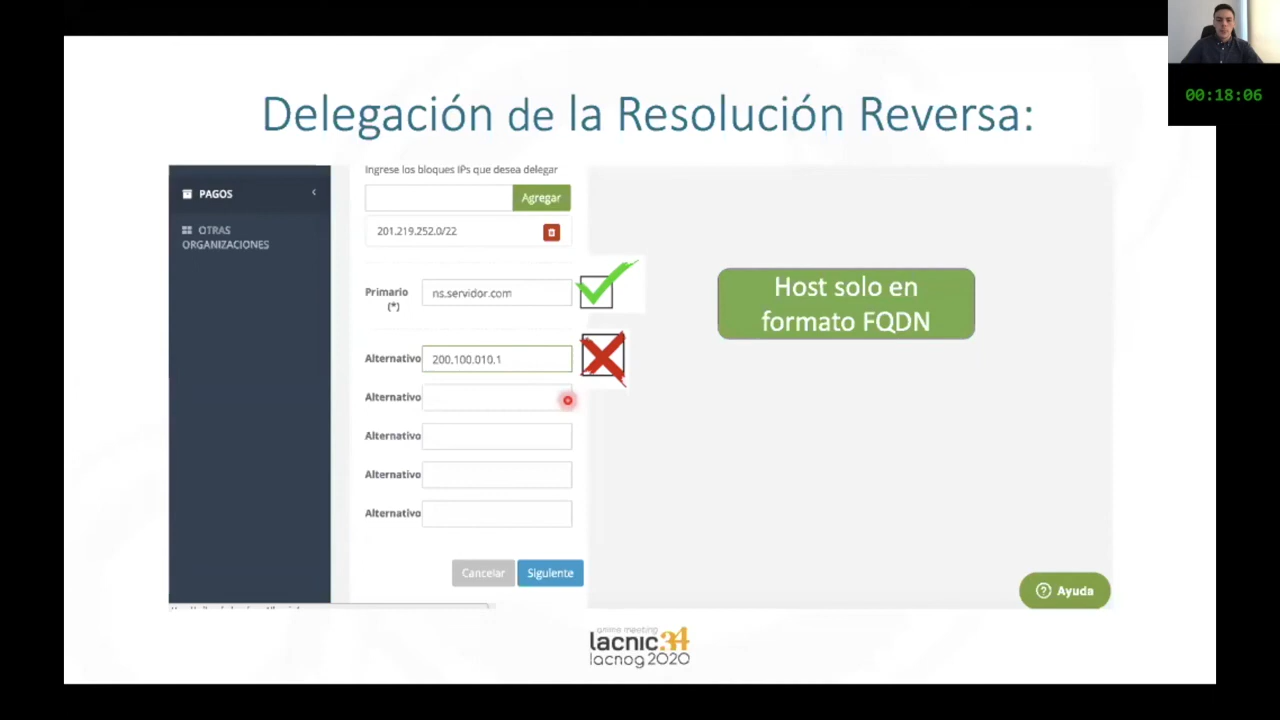 00:18:06
Delegación de la Resolución Reversa:
PAGOS
OTRAS
ORGANIZACIONES
Ingrese los bloques IPs que desea delegar
Agregar
201.219.252.0/22
Primario
(*)
ns.servidor.com
Alternativo
200.100.010.1
Alternativo
Alternativo
Alternativo
Alternativo
Cancelar
Siguiente
Host solo en
formato FQDN
Ayuda
online meeting
lacnic34
lacnog2020